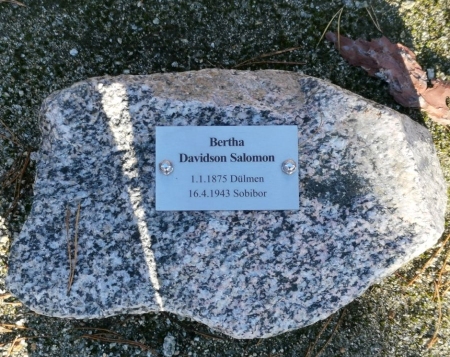 Bertha
Davidson Salomon
1.1.1875 Dülmen
16.4.1943 Sobibor